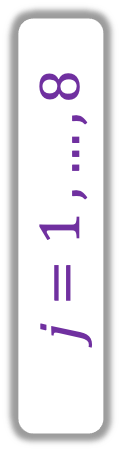 j = 1 , ... , 8